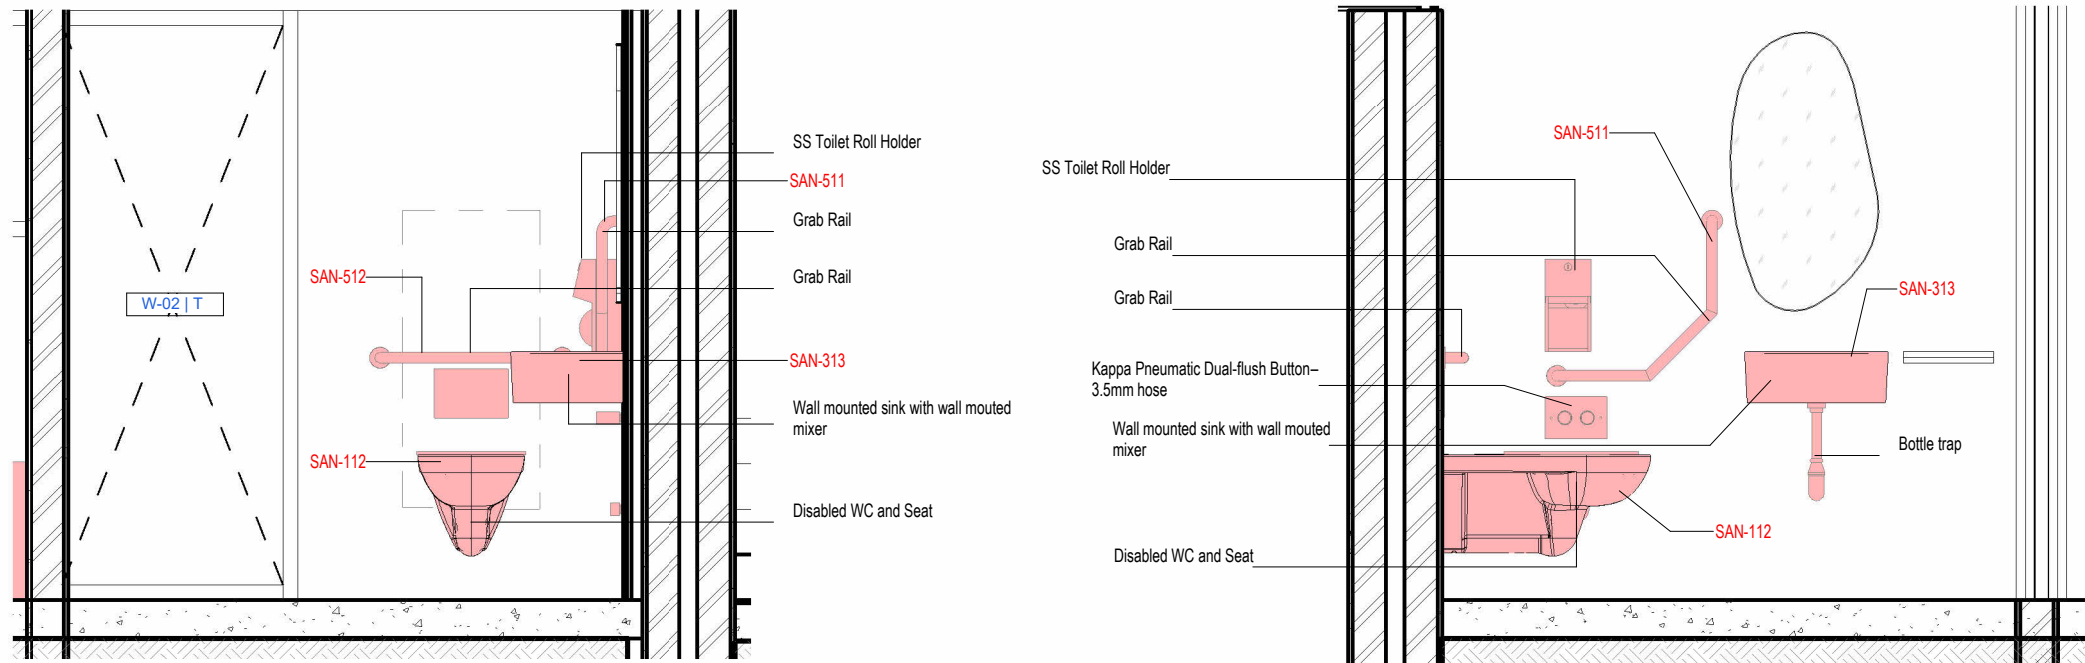 SS Toilet Roll Holder
SAN-511
Grab Rail
SAN-512
Grab Rail
W-02 | T
SAN-313
Wall mounted sink with wall mouted
mixer
SAN-112
Disabled WC and Seat
SAN-511
SS Toilet Roll Holder
Grab Rail
SAN-313
Grab Rail
Kappa Pneumatic Dual-flush Button–
3.5mm hose
Wall mounted sink with wall mouted
mixer
Bottle trap
SAN-112
Disabled WC and Seat